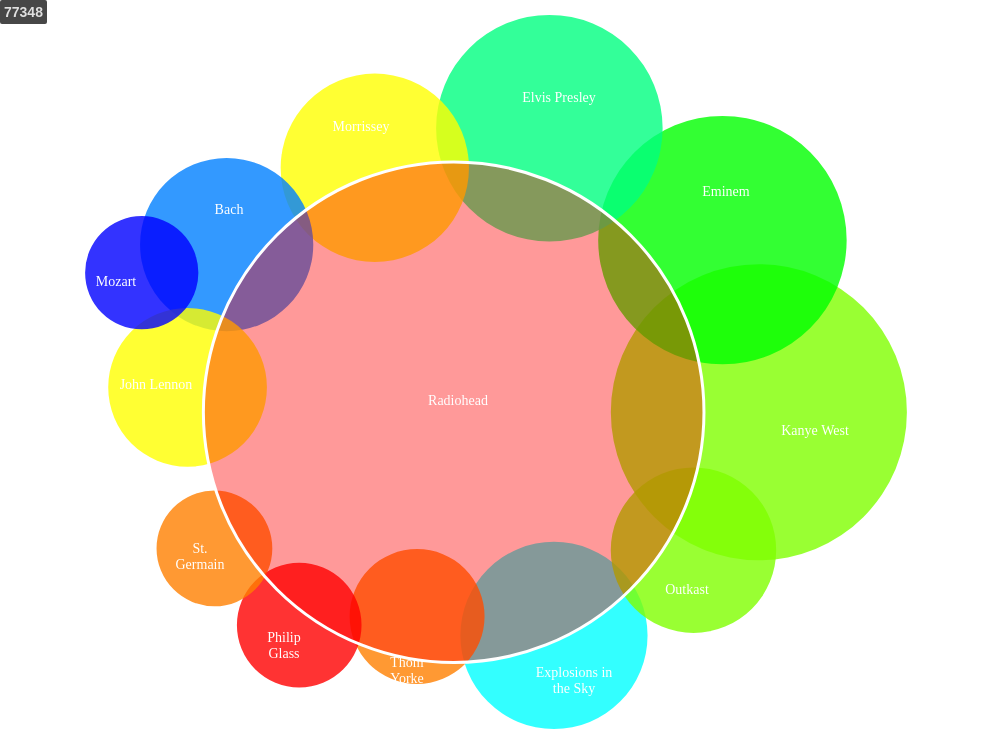 77348
Elvis Presley
Morrissey
Eminem
Bach
Mozart
John Lennon
Radiohead
Kanye West
St.
Germain
Outkast
Philip
Glass
Thom
Yorke
Explosions in
the Sky